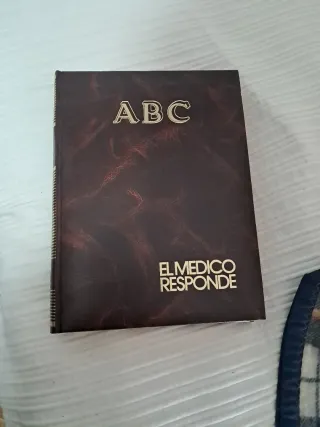 ABC
EL MEDICO
RESPONDE